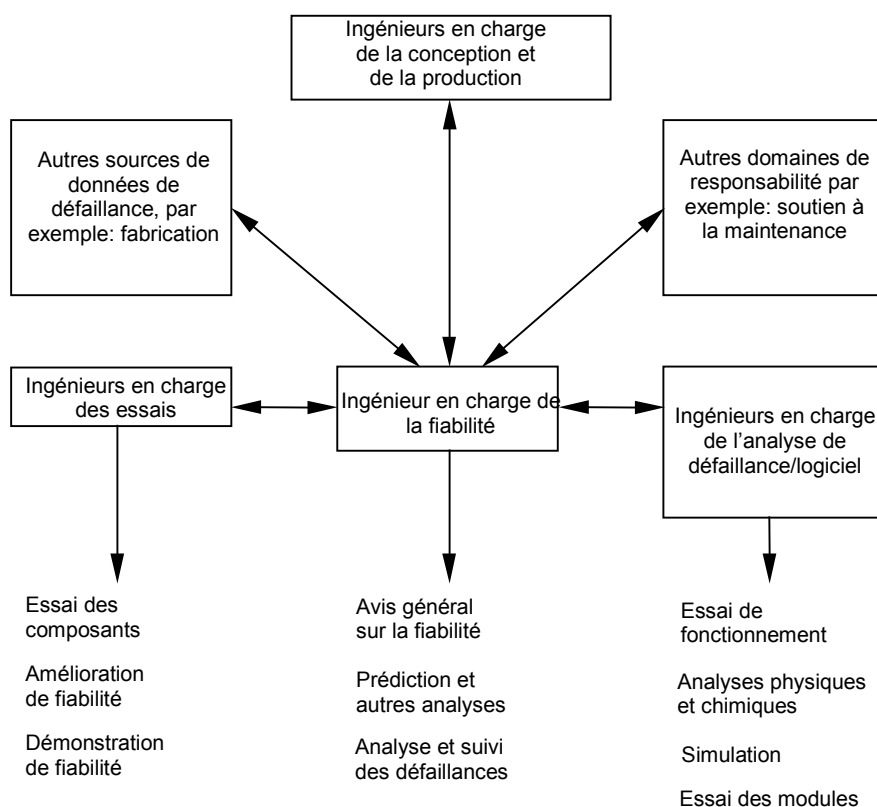 Ingénieurs en charge
de la conception et
de la production
Autres sources de
données de
défaillance, par
exemple: fabrication
Autres domaines de
responsabilité par
exemple: soutien à
la maintenance
Ingénieurs en charge
des essais
Ingénieur en charge de
la fiabilité
Ingénieurs en charge
de l’analyse de
défaillance/logiciel
Essai des
composants
Amélioration
de fiabilité
Démonstration
de fiabilité
Avis général
sur la fiabilité
Prédiction et
autres analyses
Analyse et suivi
des défaillances
Essai de
fonctionnement
Analyses physiques
et chimiques
Simulation
Essai des modules